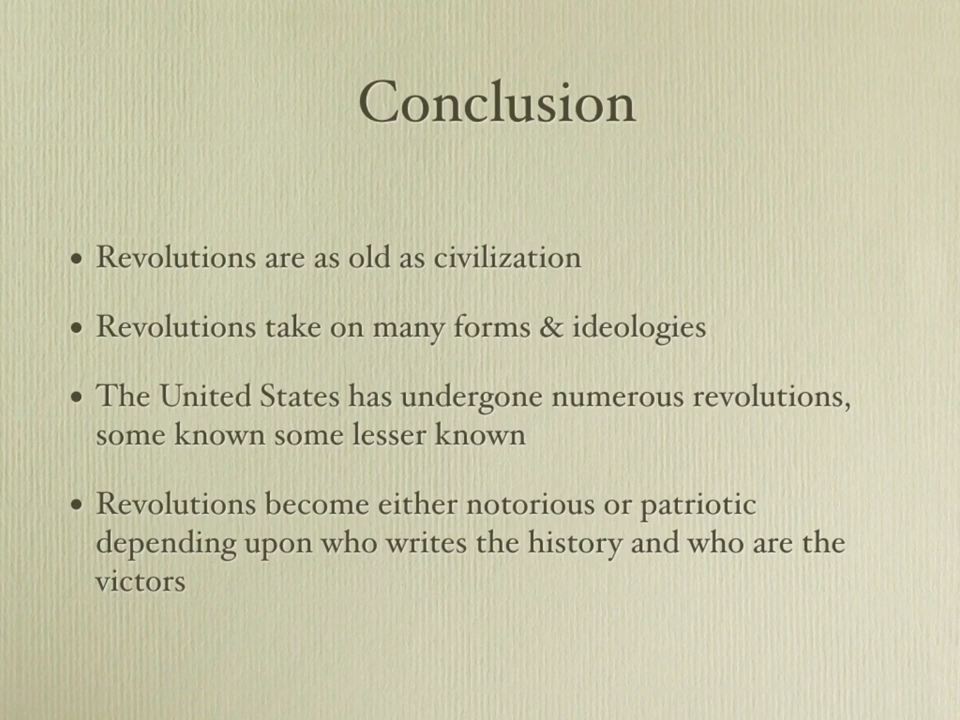 Conclusion
• Revolutions are as old as civilization
• Revolutions take on many forms & ideologies
• The United States has undergone numerous revolutions,
some known some lesser known
• Revolutions become either notorious or patriotic
depending upon who writes the history and who are the
victors